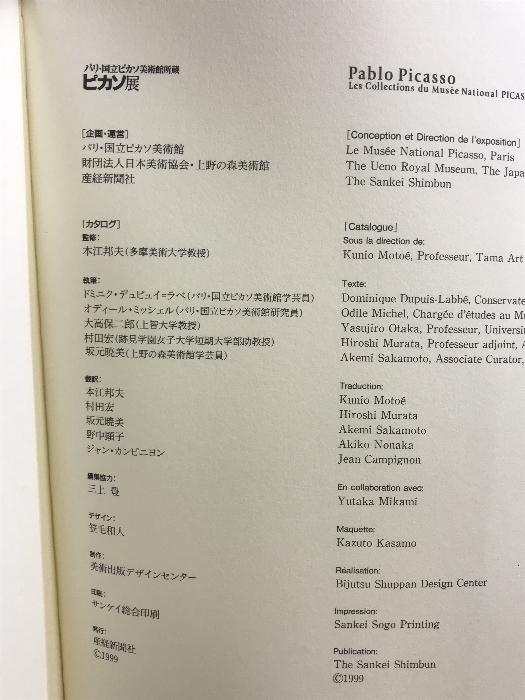 パリ・国立ピカソ美術館所蔵
ピカソ展
[企画・運営]
パリ・国立ピカソ美術館
財団法人日本美術協会・上野の森美術館
産経新聞社
[カタログ]
監修:
本江邦夫(多摩美術大学教授)
執筆:
ドミニク・デュピュイ=ラベ(パリ・国立ピカソ美術館学芸員)
オディール・ミッシェル(パリ・国立ピカソ美術館研究員)
大高保二郎(上智大学教授)
村田宏(跡見学園女子大学短期大学部助教授)
坂元暁美(上野の森美術館学芸員)
翻訳:
本江邦夫
村田宏
坂元暁美
野中顕子
ジャン・カンピニヨン
編集協力:
三上 豊
デザイン:
笠毛和人
制作:
美術出版デザインセンター
印刷:
サンケイ総合印刷
発行:
産経新聞社
©1999
Pablo Picasso
Les Collections du Musée National PICAS
[Conception et Direction de l'exposition]
Le Musée National Picasso, Paris
The Ueno Royal Museum, The Japa
The Sankei Shimbun
[Catalogue]
Sous la direction de:
Kunio Motoé, Professeur, Tama Art
Texte:
Dominique Dupuis-Labbé, Conservate
Odile Michel, Chargée d'études au Mu
Yasujiro Otaka, Professeur, Universi
Hiroshi Murata, Professeur adjoint, A
Akemi Sakamoto, Associate Curator,
Traduction:
Kunio Motoé
Hiroshi Murata
Akemi Sakamoto
Akiko Nonaka
Jean Campignon
En collaboration avec:
Yutaka Mikami
Maquette:
Kazuto Kasamo
Réalisation:
Bijutsu Shuppan Design Center
Impression:
Sankei Sogo Printing
Publication:
The Sankei Shimbun
©1999